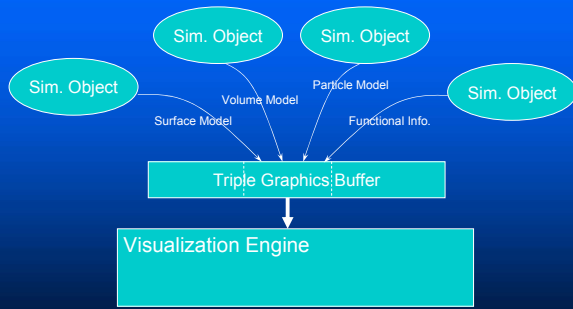 Sim. Object
Sim. Object
Sim. Object
Sim. Object
Particle Model
Volume Model
Surface Model
Functional Info.
Triple Graphics Buffer
Visualization Engine